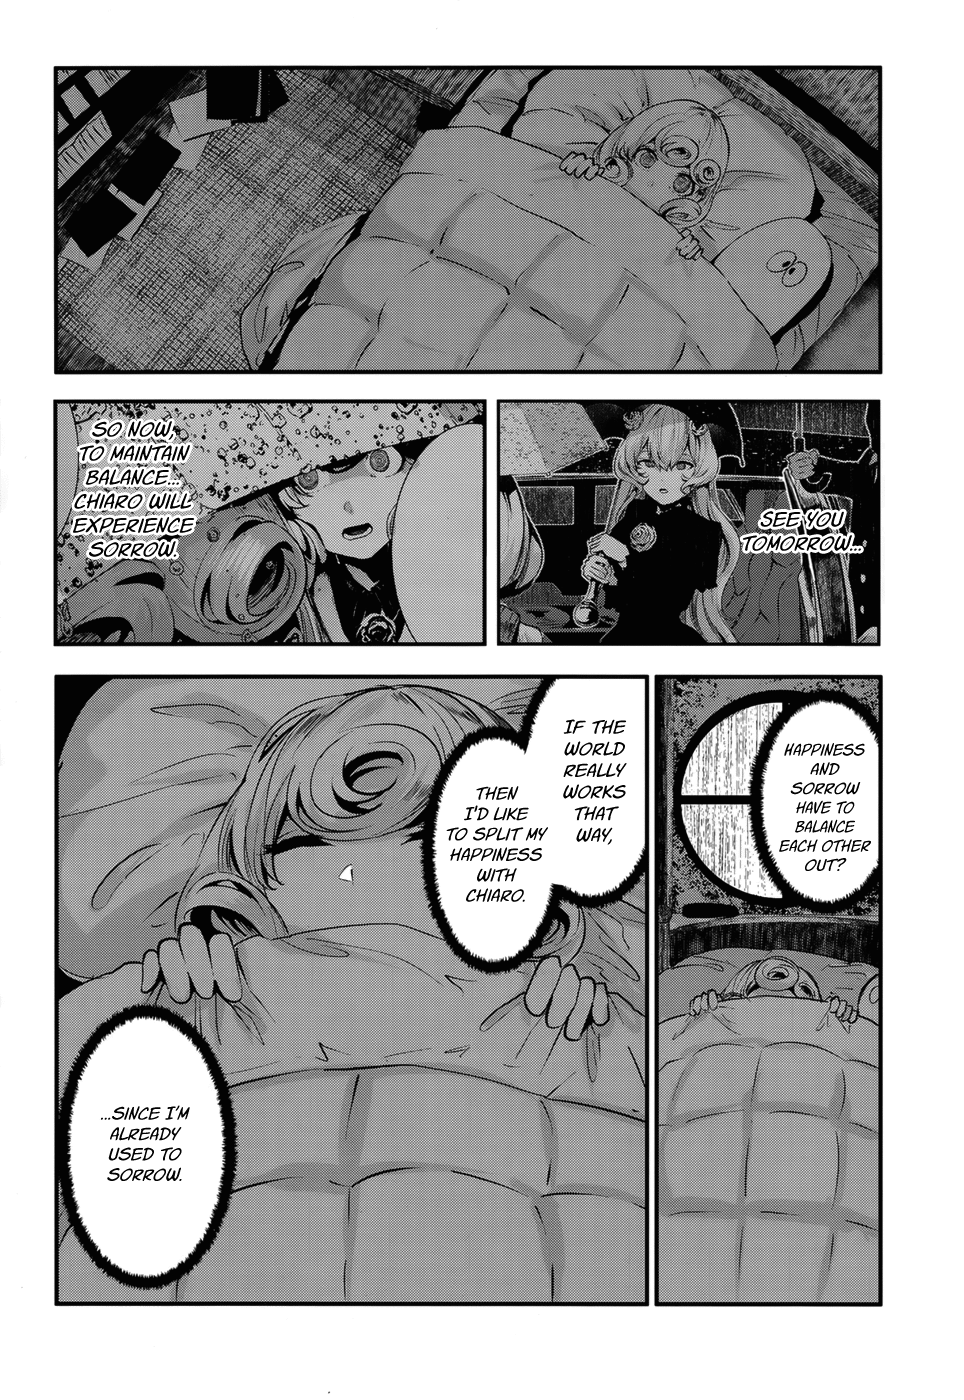 SEE YOU
TOMORROW...
SO NOW,
TO MAINTAIN
BALANCE...
CHIARO WILL
EXPERIENCE
SORROW.
HAPPINESS
AND
SORROW
HAVE TO
BALANCE
EACH OTHER
OUT?
IF THE
WORLD
REALLY
WORKS
THAT
WAY,
THEN
I'D LIKE
TO SPLIT MY
HAPPINESS
WITH
CHIARO.
...SINCE I'M
ALREADY
USED TO
SORROW.